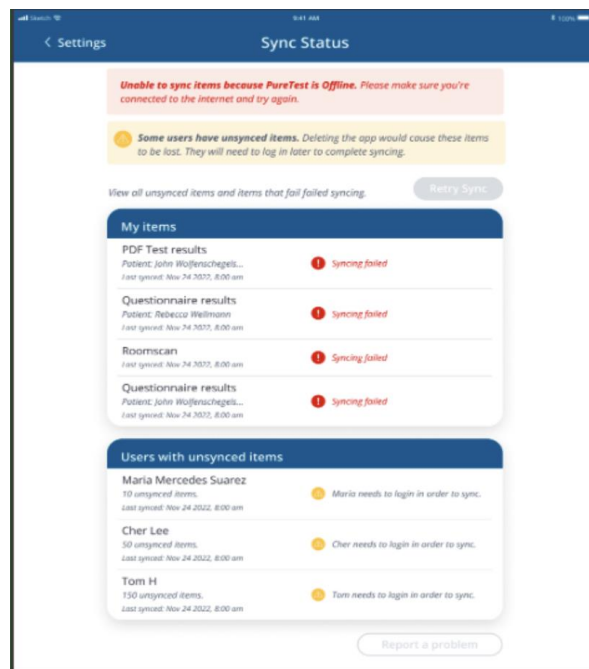 Sketch
9:41 AM
100%
Settings
Sync Status
Unable to sync items because PureTest is Offline. Please make sure you're
connected to the internet and try again.
Some users have unsynced items. Deleting the app would cause these items
to be lost. They will need to log in later to complete syncing.
View all unsynced items and items that fail failed syncing.
Retry Sync
My items
PDF Test results
Patient: John Wolfenschegels...
Last synced: Nov 24 2022, 8:00 am
Syncing failed
Questionnaire results
Patient: Rebecca Wellmann
Last synced: Nov 24 2022, 8:00 am
Syncing failed
Roomscan
Last synced: Nov 24 2022, 8:00 am
Syncing failed
Questionnaire results
Patient: John Wolfenschegels...
Last synced: Nov 24 2022, 8:00 am
Syncing failed
Users with unsynced items
Maria Mercedes Suarez
10 unsynced items.
Last synced: Nov 24 2022, 8:00 am
Maria needs to login in order to sync.
Cher Lee
50 unsynced items.
Last synced: Nov 24 2022, 8:00 am
Cher needs to login in order to sync.
Tom H
150 unsynced items.
Last synced: Nov 24 2022, 8:00 am
Tom needs to login in order to sync.
Report a problem